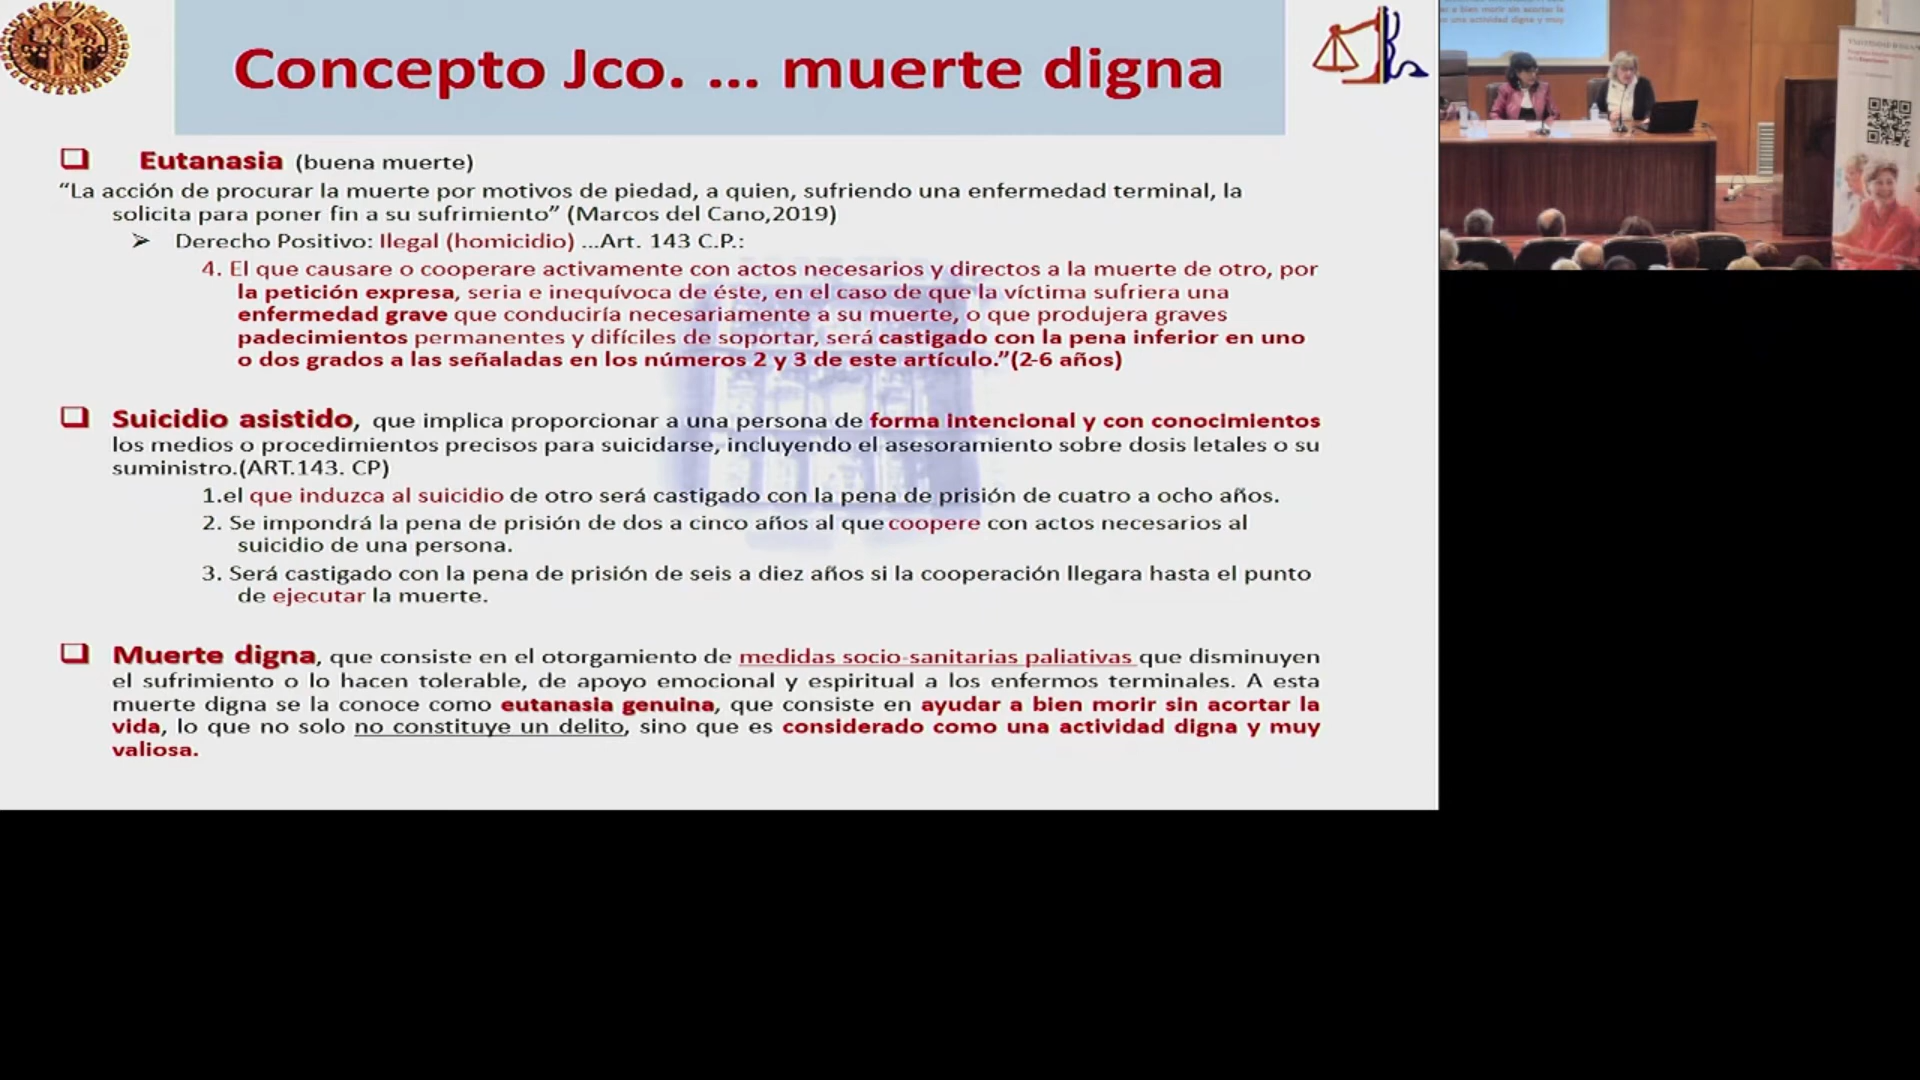 Concepto Jco. ... muerte digna
Eutanasia (buena muerte)
“La acción de procurar la muerte por motivos de piedad, a quien, sufriendo una enfermedad terminal, la
solicita para poner fin a su sufrimiento” (Marcos del Cano,2019)
Derecho Positivo: Ilegal (homicidio) ...Art. 143 C.P.:
4. El que causare o cooperare activamente con actos necesarios y directos a la muerte de otro, por
la petición expresa, seria e inequívoca de éste, en el caso de que la víctima sufriera una
enfermedad grave que conduciría necesariamente a su muerte, o que produjera graves
padecimientos permanentes y difíciles de soportar, será castigado con la pena inferior en uno
o dos grados a las señaladas en los números 2 y 3 de este artículo.”(2-6 años)
Suicidio asistido, que implica proporcionar a una persona de forma intencional y con conocimientos
los medios o procedimientos precisos para suicidarse, incluyendo el asesoramiento sobre dosis letales o su
suministro.(ART.143. CP)
1.el que induzca al suicidio de otro será castigado con la pena de prisión de cuatro a ocho años.
2. Se impondrá la pena de prisión de dos a cinco años al que coopere con actos necesarios al
suicidio de una persona.
3. Será castigado con la pena de prisión de seis a diez años si la cooperación llegara hasta el punto
de ejecutar la muerte.
Muerte digna, que consiste en el otorgamiento de medidas socio-sanitarias paliativas que disminuyen
el sufrimiento o lo hacen tolerable, de apoyo emocional y espiritual a los enfermos terminales. A esta
muerte digna se la conoce como eutanasia genuina, que consiste en ayudar a bien morir sin acortar la
vida, lo que no solo no constituye un delito, sino que es considerado como una actividad digna y muy
valiosa.
a bien morir sin acortar la
una actividad digna y muy